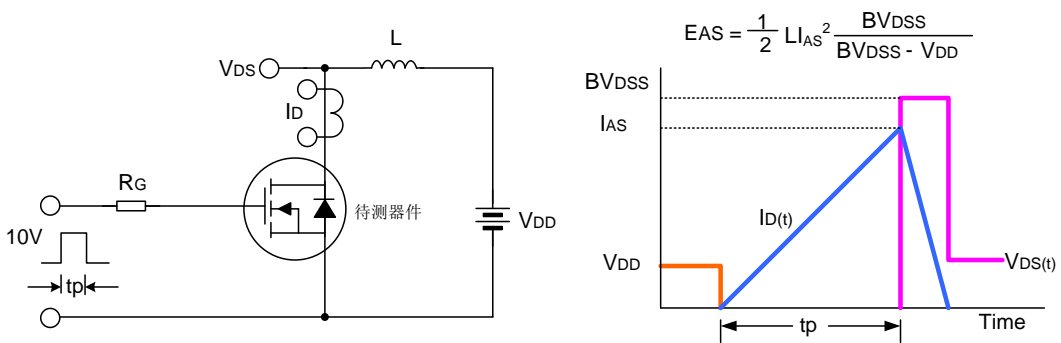 L
VDS
ID
RG
10V
tp
待测器件
VDD
EAS = 1/2 LIAS² BVDSS/(BVDSS - VDD)
BVDSS
IAS
ID(t)
VDD
VDS(t)
tp
Time